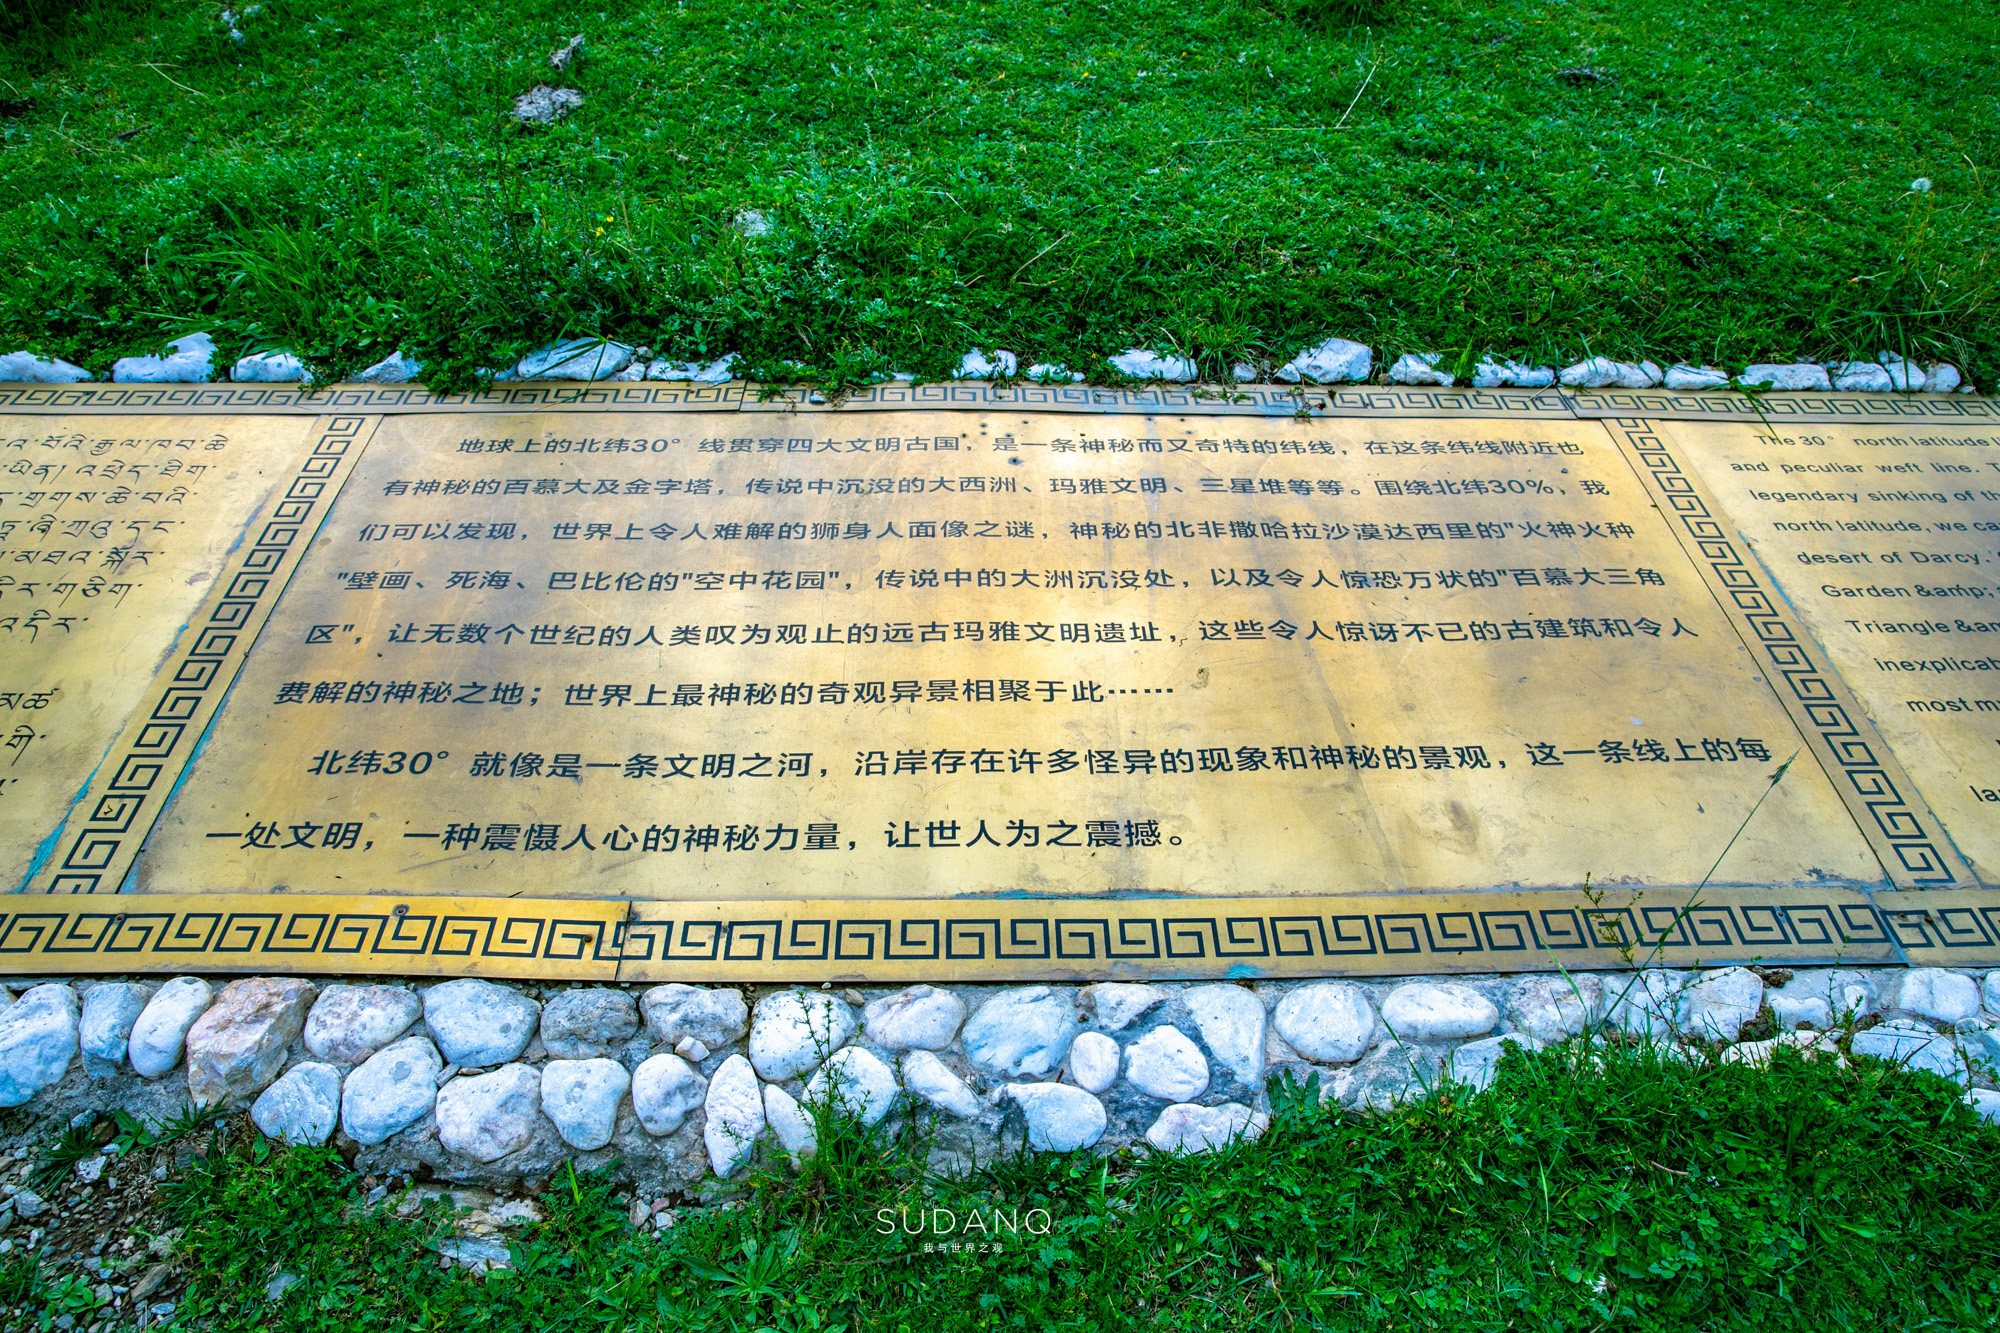 地球上的北纬30°线贯穿四大文明古国，是一条神秘而又奇特的纬线，在这条纬线附近也
有神秘的百慕大及金字塔，传说中沉没的大西洲、玛雅文明、三星堆等等。围绕北纬30%，我
们可以发现，世界上令人难解的狮身人面像之谜，神秘的北非撒哈拉沙漠达西里的"火神火种
"壁画、死海、巴比伦的"空中花园"，传说中的大洲沉没处，以及令人惊恐万状的"百慕大三角
区"，让无数个世纪的人类叹为观止的远古玛雅文明遗址，这些令人惊讶不已的古建筑和令人
费解的神秘之地；世界上最神秘的奇观异景相聚于此……
北纬30°就像是一条文明之河，沿岸存在许多怪异的现象和神秘的景观，这一条线上的每
一处文明，一种震慑人心的神秘力量，让世人为之震撼。
The 30° north latitude
and peculiar weft line.
legendary sinking of
north latitude, we
desert of Darcy.
Garden &amp;
Triangle
most
SUDANQ
我与世界之观